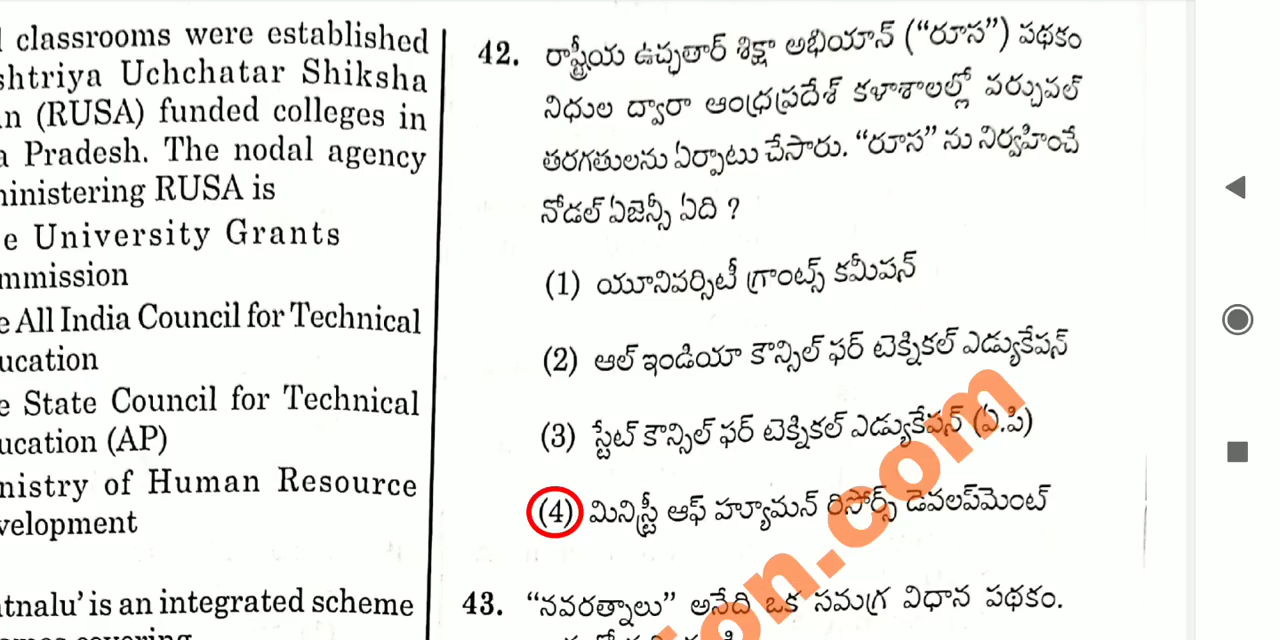 classrooms were established
shtriya Uchchatar Shiksha
n (RUSA) funded colleges in
a Pradesh. The nodal agency
ministering RUSA is
e University Grants
mmission
e All India Council for Technical
ucation
e State Council for Technical
ucation (AP)
nistry of Human Resource
velopment
atnalu’ is an integrated scheme
42. రాష్ట్రీయ ఉచ్ఛతార్ శిక్షా అభియాన్ (“రూస”) పథకం
నిధుల ద్వారా ఆంధ్రప్రదేశ్ కళాశాలల్లో వర్చువల్
తరగతులను ఏర్పాటు చేసారు. “రూస” ను నిర్వహించే
నోడల్ ఏజెన్సీ ఏది ?
(1) యూనివర్సిటీ గ్రాంట్స్ కమీషన్
(2) ఆల్ ఇండియా కౌన్సిల్ ఫర్ టెక్నికల్ ఎడ్యుకేషన్
(3) స్టేట్ కౌన్సిల్ ఫర్ టెక్నికల్ ఎడ్యుకేషన్ (ఏ.పి)
(4) మినిస్ట్రీ ఆఫ్ హ్యూమన్ రిసోర్స్ డెవలప్‌మెంట్
43. “నవరత్నాలు” అనేది ఒక సమగ్ర విధాన పథకం.
on.com